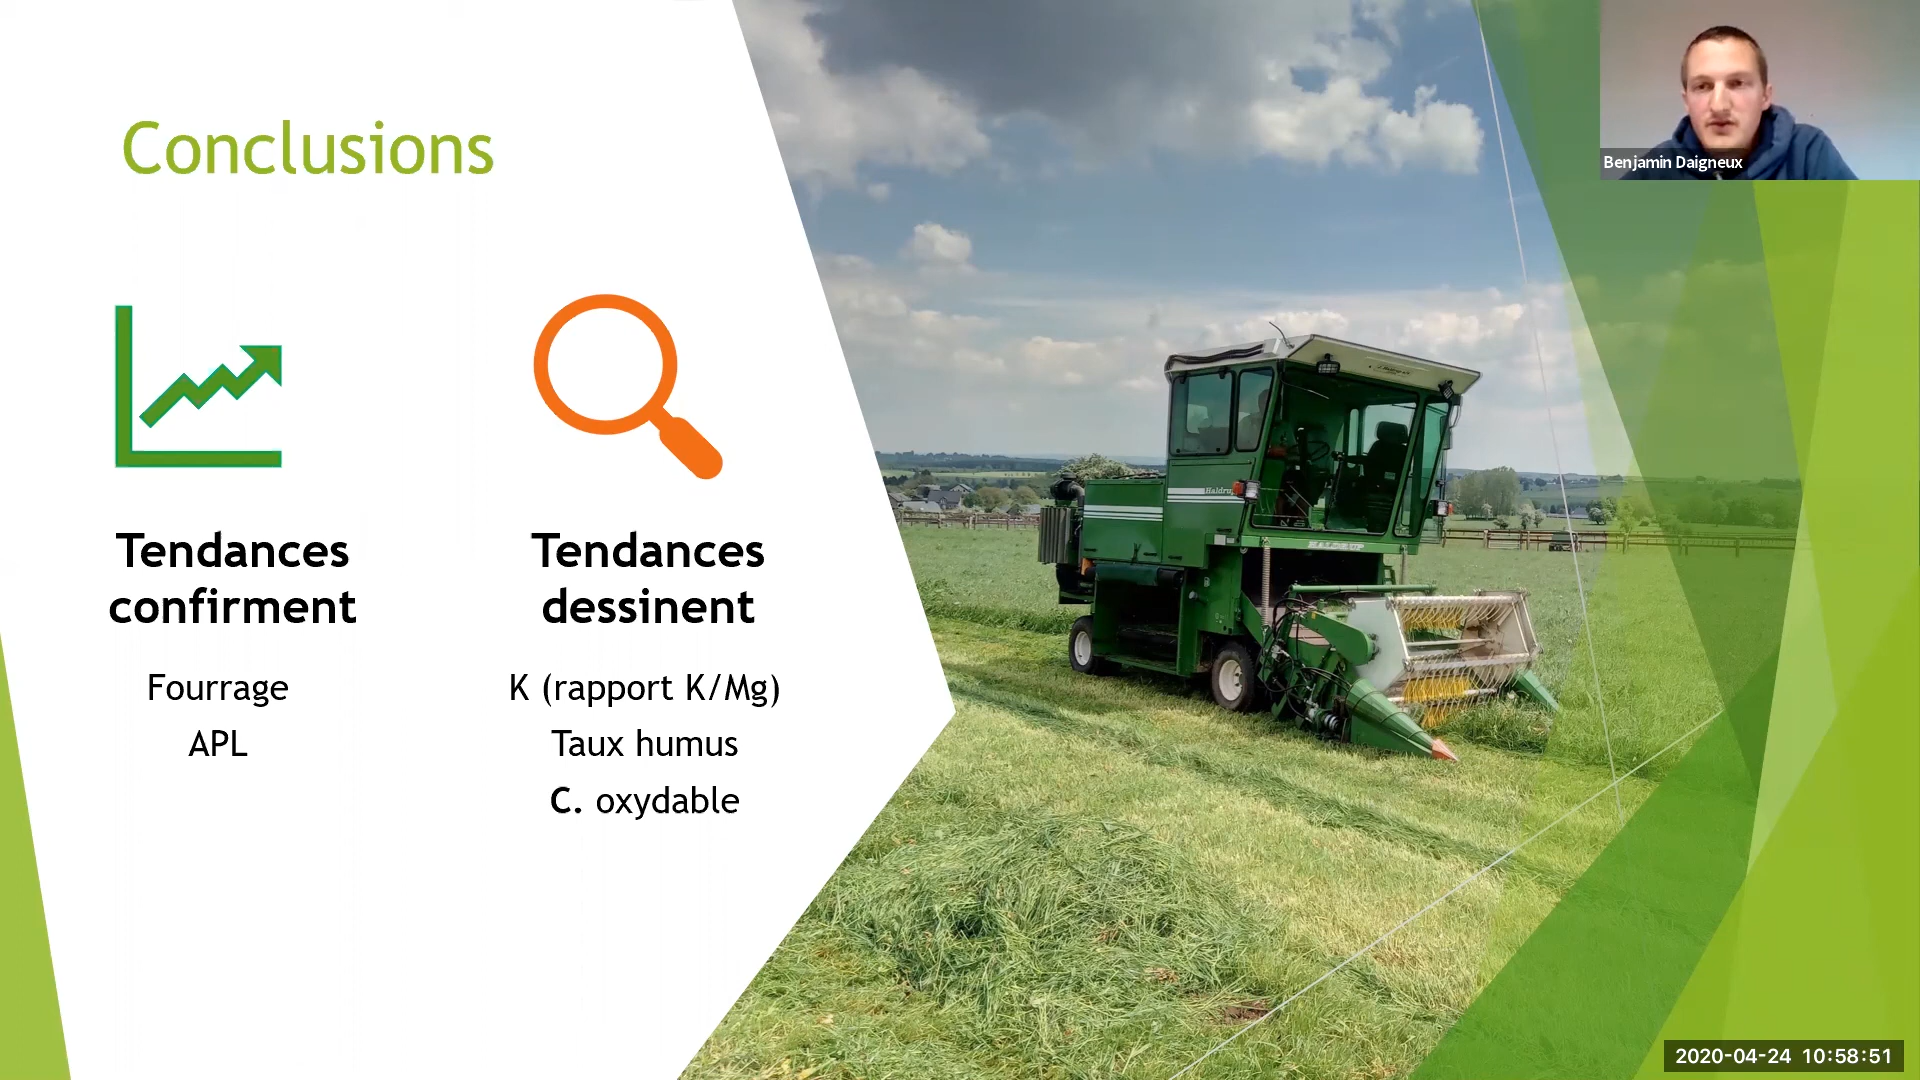 Conclusions
Benjamin Daigneux
Tendances
confirment
Fourrage
APL
Tendances
dessinent
K (rapport K/Mg)
Taux humus
C. oxydable
2020-04-24 10:58:51